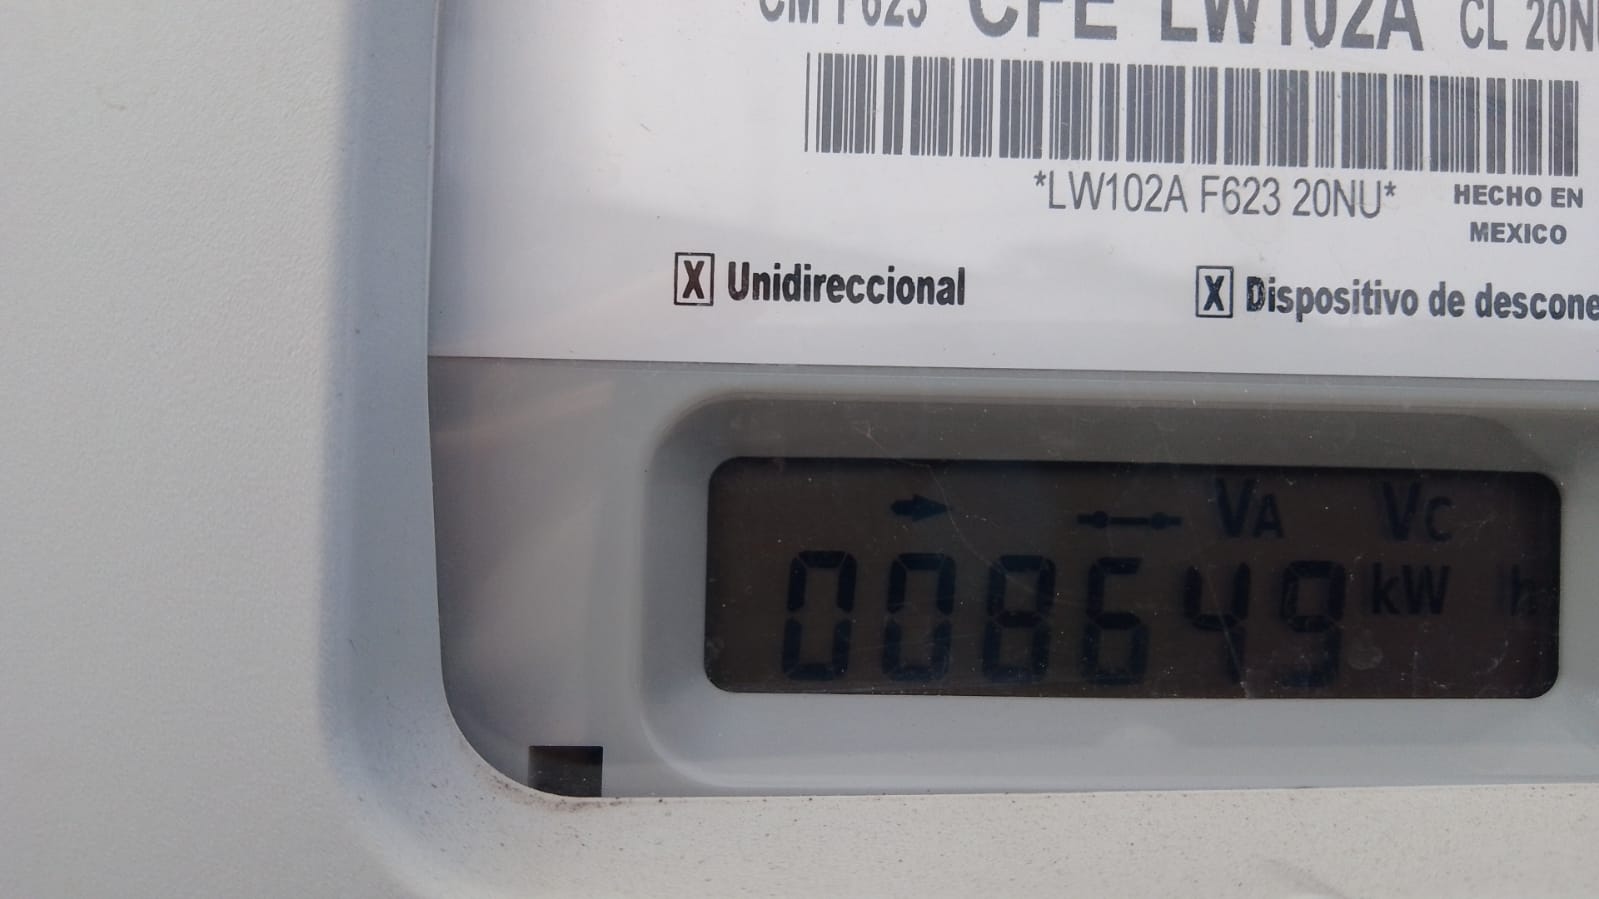 CM F623 CFE LW102A CL 20NU
*LW102A F623 20NU*
HECHO EN
MEXICO
X Unidireccional
X Dispositivo de descone
VA VC
008649 kW h